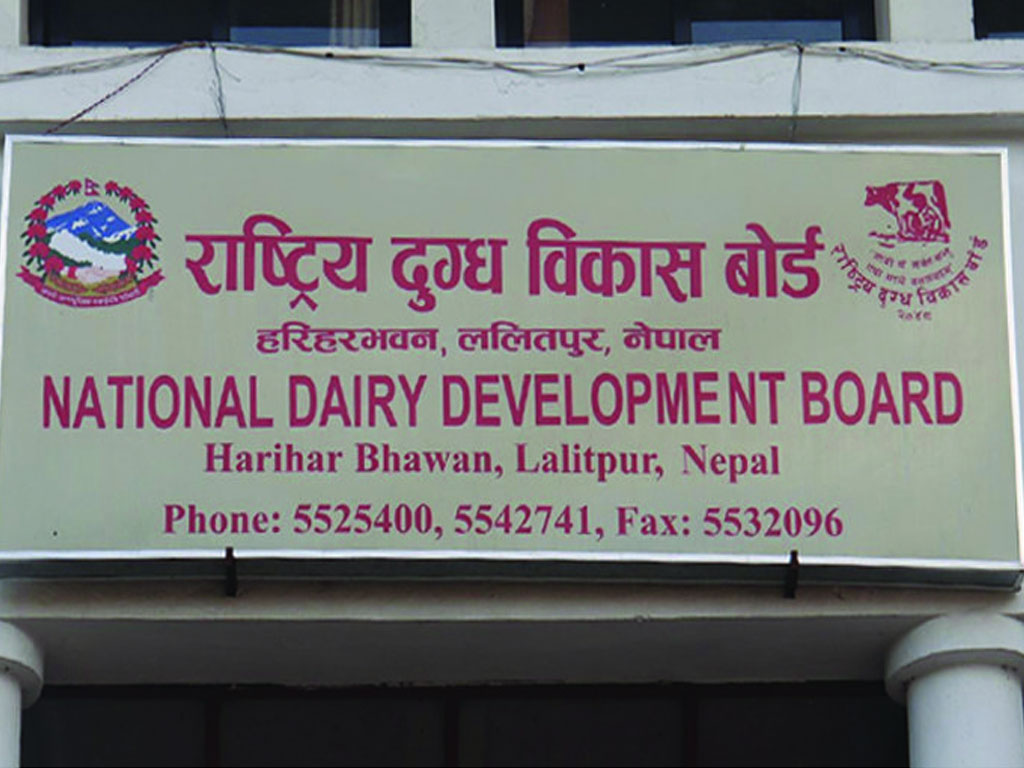 राष्ट्रिय दुग्ध विकास बोर्ड
हरिहरभवन, ललितपुर, नेपाल
NATIONAL DAIRY DEVELOPMENT BOARD
Harihar Bhawan, Lalitpur, Nepal
Phone: 5525400, 5542741, Fax: 5532096
राष्ट्रिय दुग्ध विकास बोर्ड